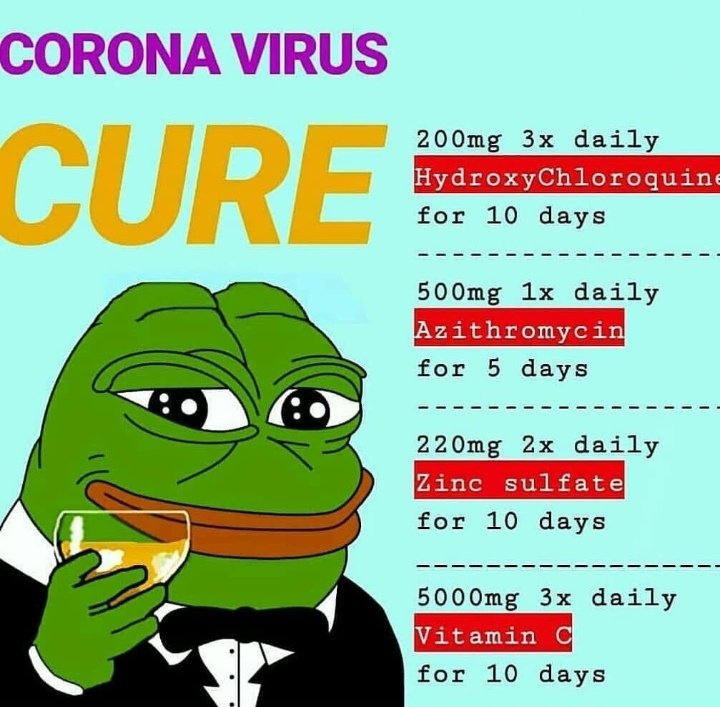 CORONA VIRUS
CURE
200mg 3x daily
HydroxyChloroquine
for 10 days
500mg 1x daily
Azithromycin
for 5 days
220mg 2x daily
Zinc sulfate
for 10 days
5000mg 3x daily
Vitamin C
for 10 days